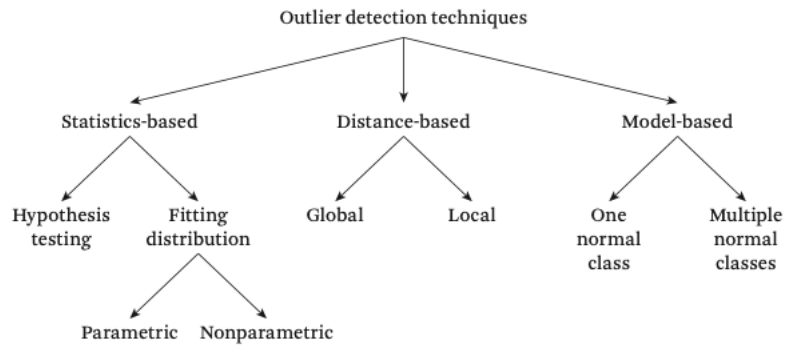 Outlier detection techniques
Statistics-based
Distance-based
Model-based
Hypothesis
testing
Fitting
distribution
Global
Local
One
normal
class
Multiple
normal
classes
Parametric
Nonparametric